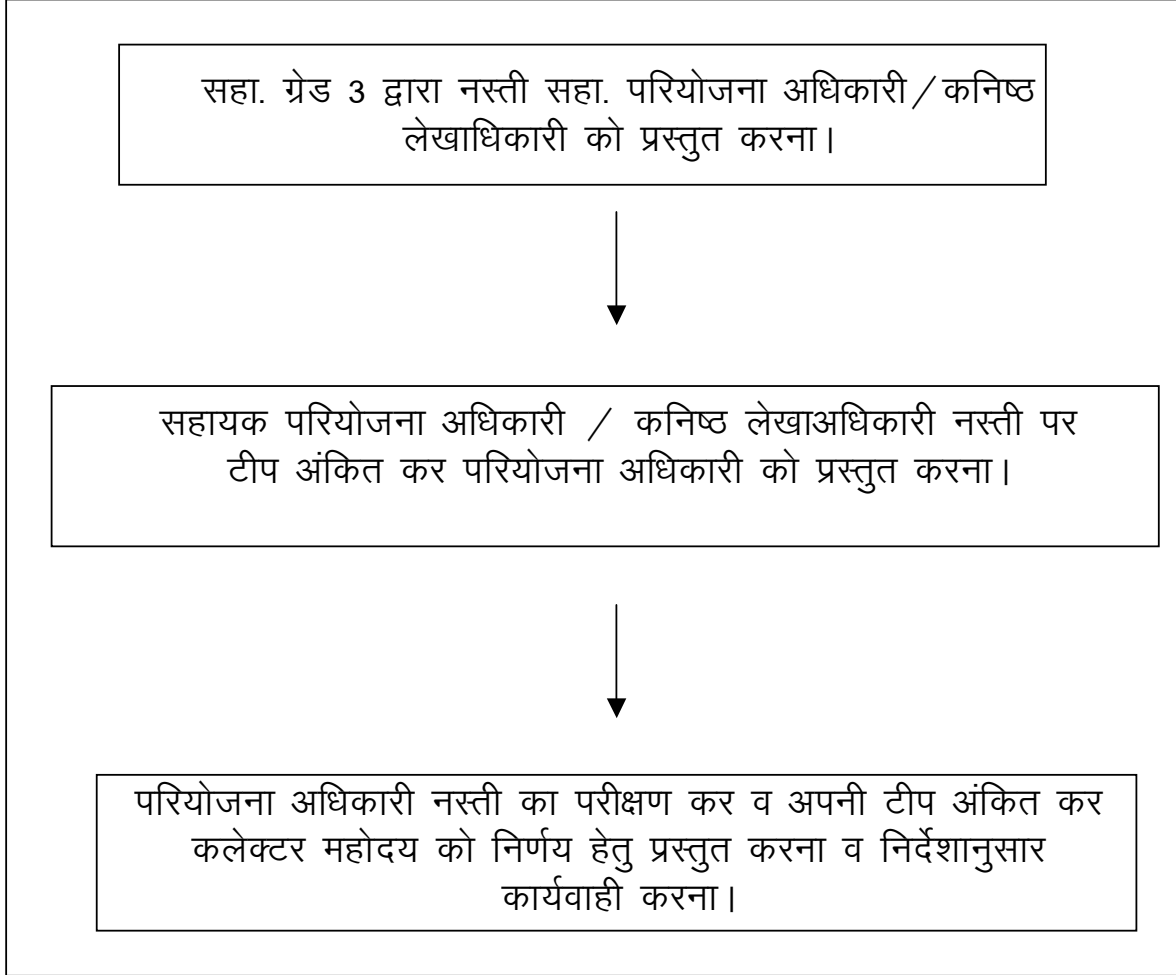 सहा. ग्रेड 3 द्वारा नस्ती सहा. परियोजना अधिकारी/कनिष्ठ
लेखाधिकारी को प्रस्तुत करना।
सहायक परियोजना अधिकारी / कनिष्ठ लेखाअधिकारी नस्ती पर
टीप अंकित कर परियोजना अधिकारी को प्रस्तुत करना।
परियोजना अधिकारी नस्ती का परीक्षण कर व अपनी टीप अंकित कर
कलेक्टर महोदय को निर्णय हेतु प्रस्तुत करना व निर्देशानुसार
कार्यवाही करना।